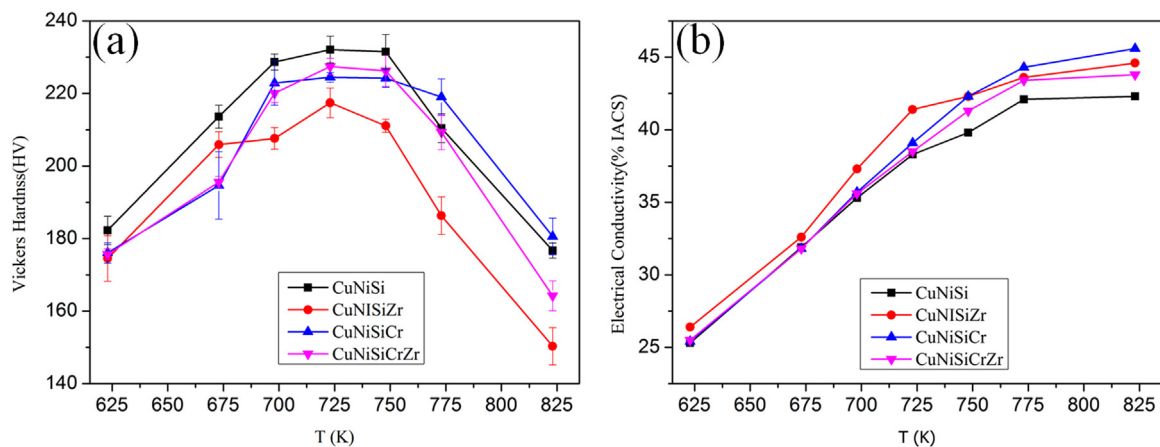 (a)
240
220
200
180
160
140
Vickers Hardnss(HV)
CuNiSi
CuNISiZr
CuNiSiCr
CuNiSiCrZr
625 650 675 700 725 750 775 800 825
T (K)
(b)
45
40
35
30
25
Electrical Conductivity(% IACS)
CuNiSi
CuNISiZr
CuNiSiCr
CuNiSiCrZr
625 650 675 700 725 750 775 800 825
T (K)